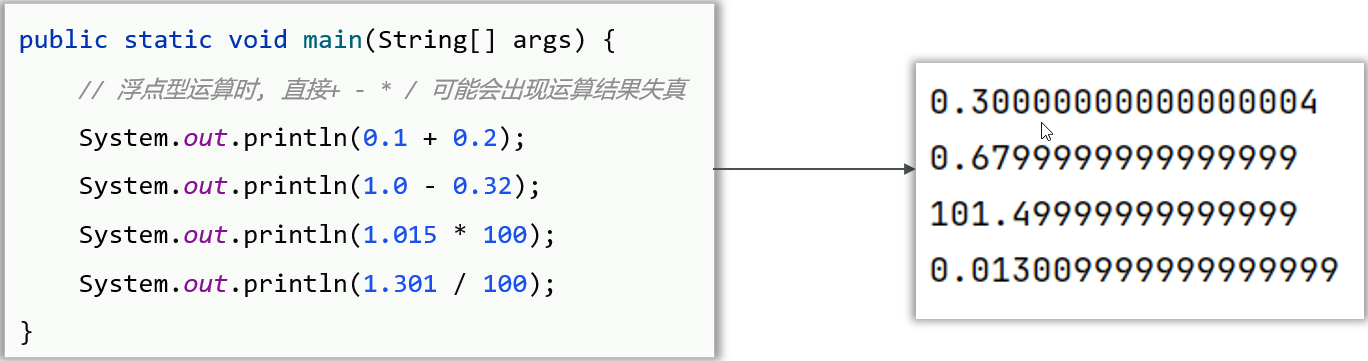 public static void main(String[] args) {
// 浮点型运算时, 直接+ - * / 可能会出现运算结果失真
System.out.println(0.1 + 0.2);
System.out.println(1.0 - 0.32);
System.out.println(1.015 * 100);
System.out.println(1.301 / 100);
}
0.30000000000000004
0.6799999999999999
101.49999999999999
0.013009999999999999